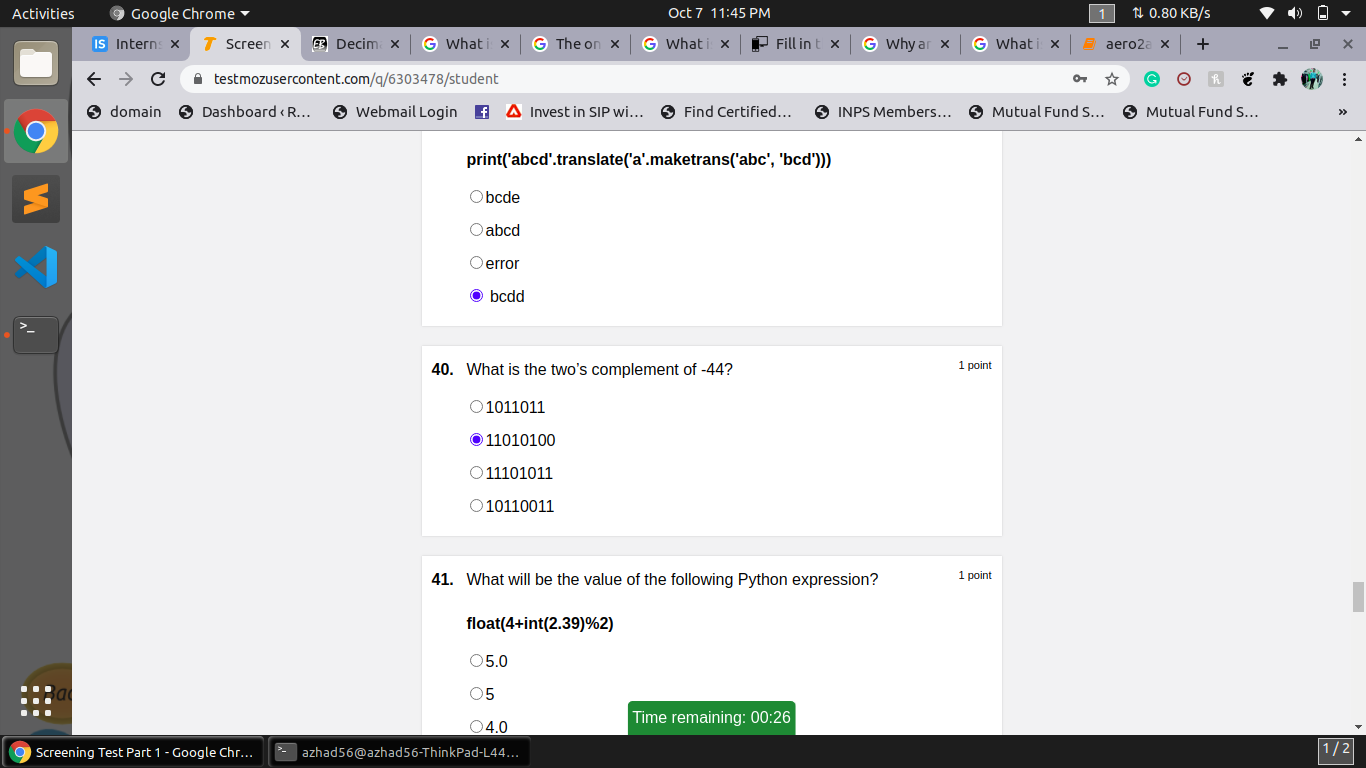 Activities Google Chrome Oct 7 11:45 PM 1 0.80 KB/s
IS Intern Screen Decim What The on What i Fill in Why ar What i aero2
testmozusercontent.com/q/6303478/student
domain Dashboard ‹ R... Webmail Login Invest in SIP wi... Find Certified... INPS Members... Mutual Fund S... Mutual Fund S... »
print('abcd'.translate('a'.maketrans('abc', 'bcd')))
bcde
abcd
error
bcdd
40. What is the two’s complement of -44? 1 point
1011011
11010100
11101011
10110011
41. What will be the value of the following Python expression? 1 point
float(4+int(2.39)%2)
5.0
5
4.0
Time remaining: 00:26
Screening Test Part 1 - Google Chr... azhad56@azhad56-ThinkPad-L44... 1 / 2